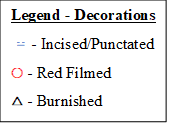 Legend - Decorations
- Incised/Punctated
- Red Filmed
- Burnished